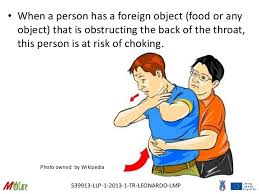 • When a person has a foreign object (food or any
object) that is obstructing the back of the throat,
this person is at risk of choking.
Photo owned by Wikipedia
539913-LLP-1-2013-1-TR-LEONARDO-LMP